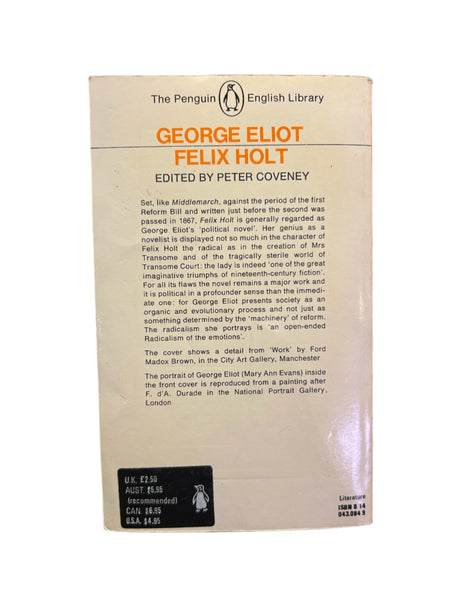 The Penguin English Library
GEORGE ELIOT
FELIX HOLT
EDITED BY PETER COVENEY
Set, like Middlemarch, against the period of the first
Reform Bill and written just before the second was
passed in 1867, Felix Holt is generally regarded as
George Eliot's 'political novel'. Her genius as a
novelist is displayed not so much in the character of
Felix Holt the radical as in the creation of Mrs
Transome and of the tragically sterile world of
Transome Court: the lady is indeed 'one of the great
imaginative triumphs of nineteenth-century fiction'.
For all its flaws the novel remains a major work and
it is political in a profounder sense than the immedi-
ate one: for George Eliot presents society as an
organic and evolutionary process and not just as
something determined by the 'machinery' of reform.
The radicalism she portrays is 'an open-ended
Radicalism of the emotions'.
The cover shows a detail from 'Work' by Ford
Madox Brown, in the City Art Gallery, Manchester
The portrait of George Eliot (Mary Ann Evans) inside
the front cover is reproduced from a painting after
F. d'A. Durade in the National Portrait Gallery,
London
U.K. £2.50
AUST. $5.95
(recommended)
CAN. $6.95
U.S.A. $4.95
Literature
ISBN 0 14
043.084 9